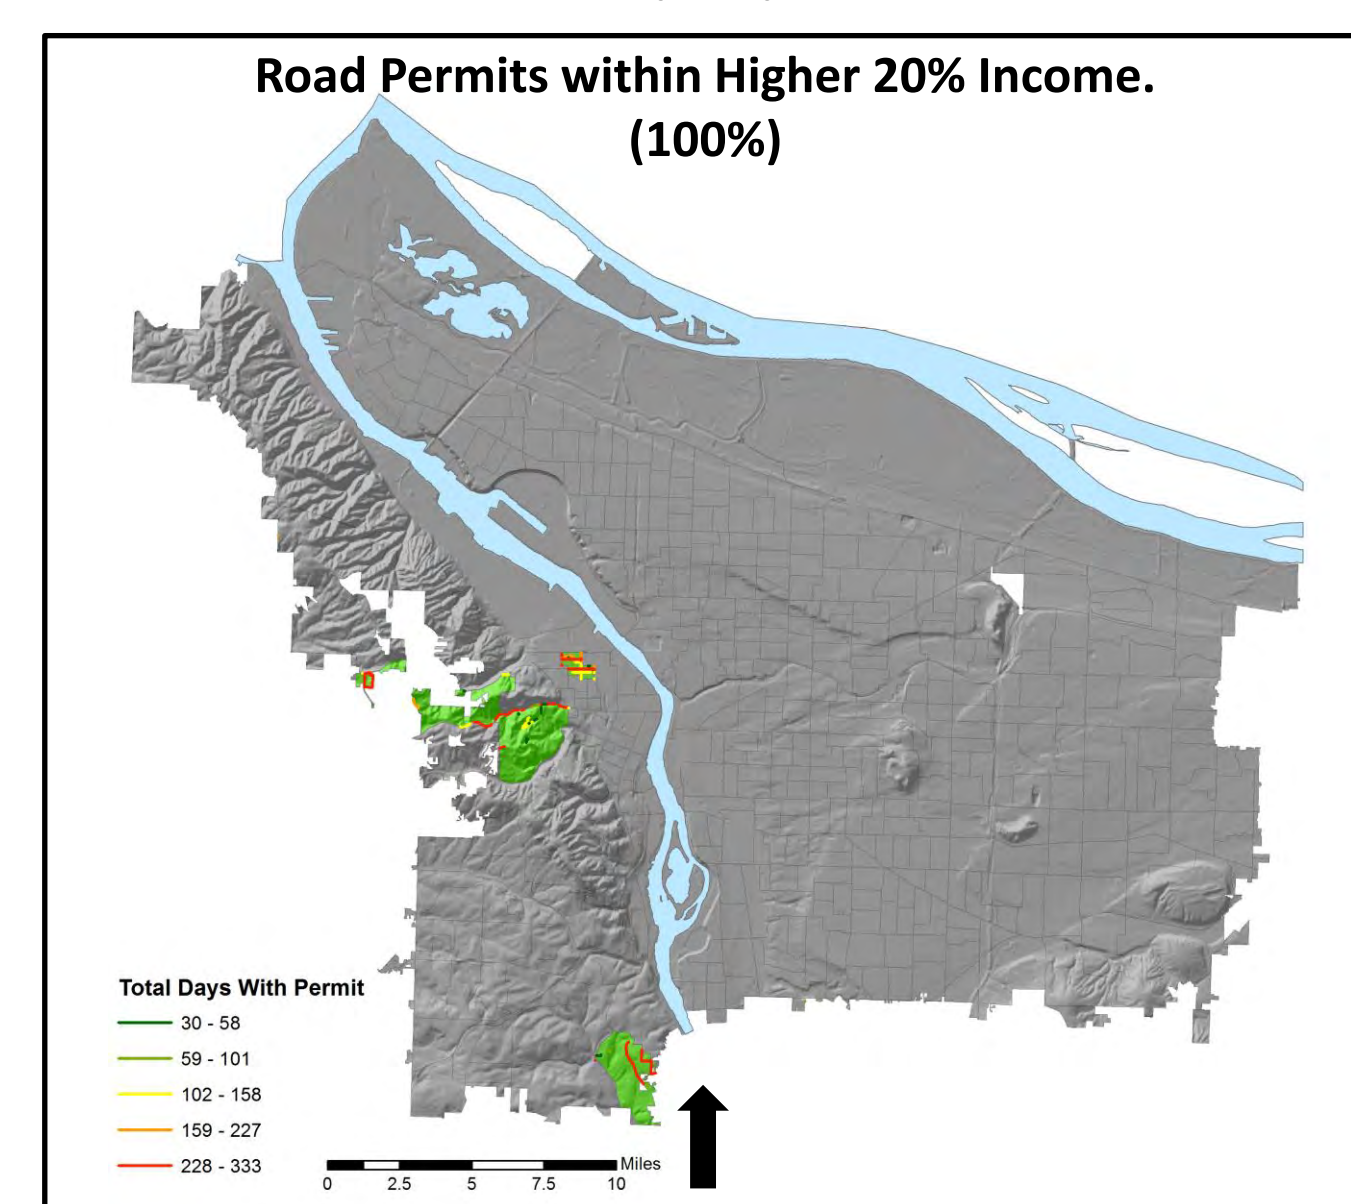 Road Permits within Higher 20% Income.
(100%)
Total Days With Permit
30 - 58
59 - 101
102 - 158
159 - 227
228 - 333
Miles
0 2.5 5 7.5 10